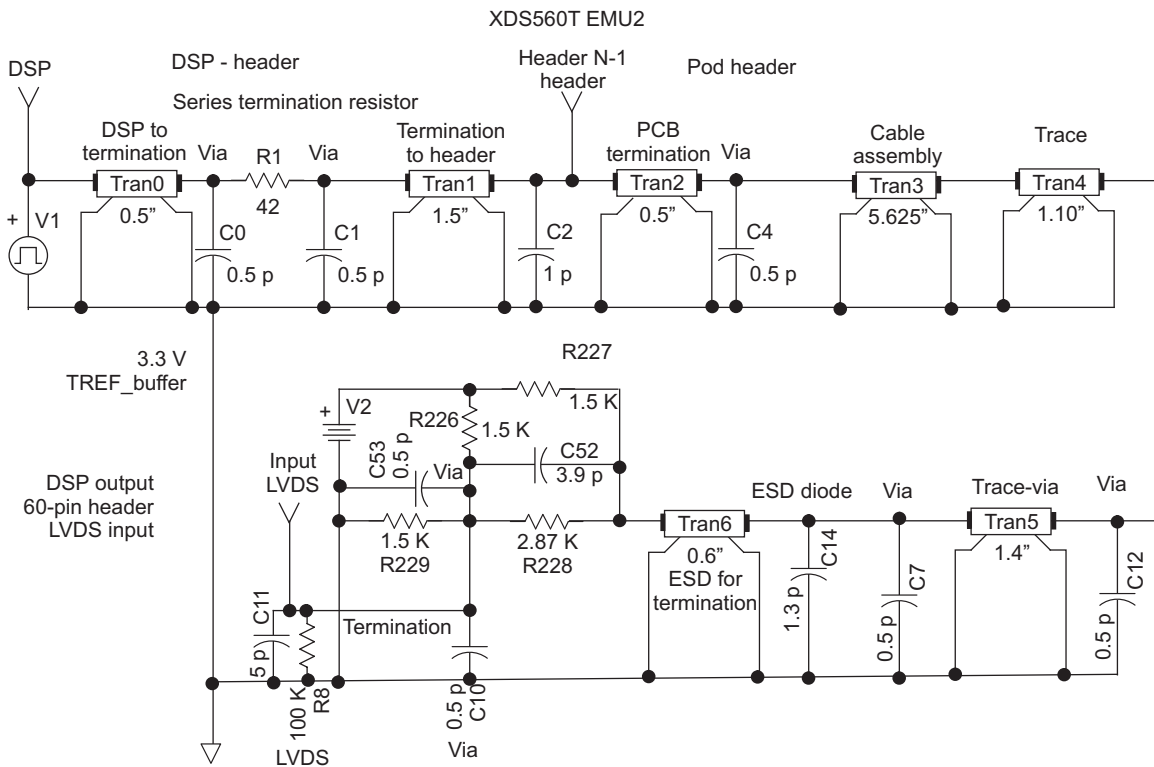 XDS560T EMU2
DSP
DSP - header
Header N-1
header
Pod header
Series termination resistor
DSP to
termination
Via
R1
Via
Termination
to header
PCB
termination
Via
Cable
assembly
Trace
Tran0
Tran1
Tran2
Tran3
Tran4
0.5”
42
1.5”
0.5”
5.625”
1.10”
+
V1
C0
0.5 p
C1
0.5 p
C2
1 p
C4
0.5 p
3.3 V
TREF_buffer
R227
1.5 K
+
V2
R226
1.5 K
C53
0.5 p
Via
C52
3.9 p
DSP output
60-pin header
LVDS input
Input
LVDS
1.5 K
R229
2.87 K
R228
Tran6
0.6”
ESD for
termination
ESD diode
C14
1.3 p
Via
C7
0.5 p
Trace-via
Tran5
1.4”
Via
C12
0.5 p
C11
5 p
Termination
100 K
R8
LVDS
0.5 p
C10
Via